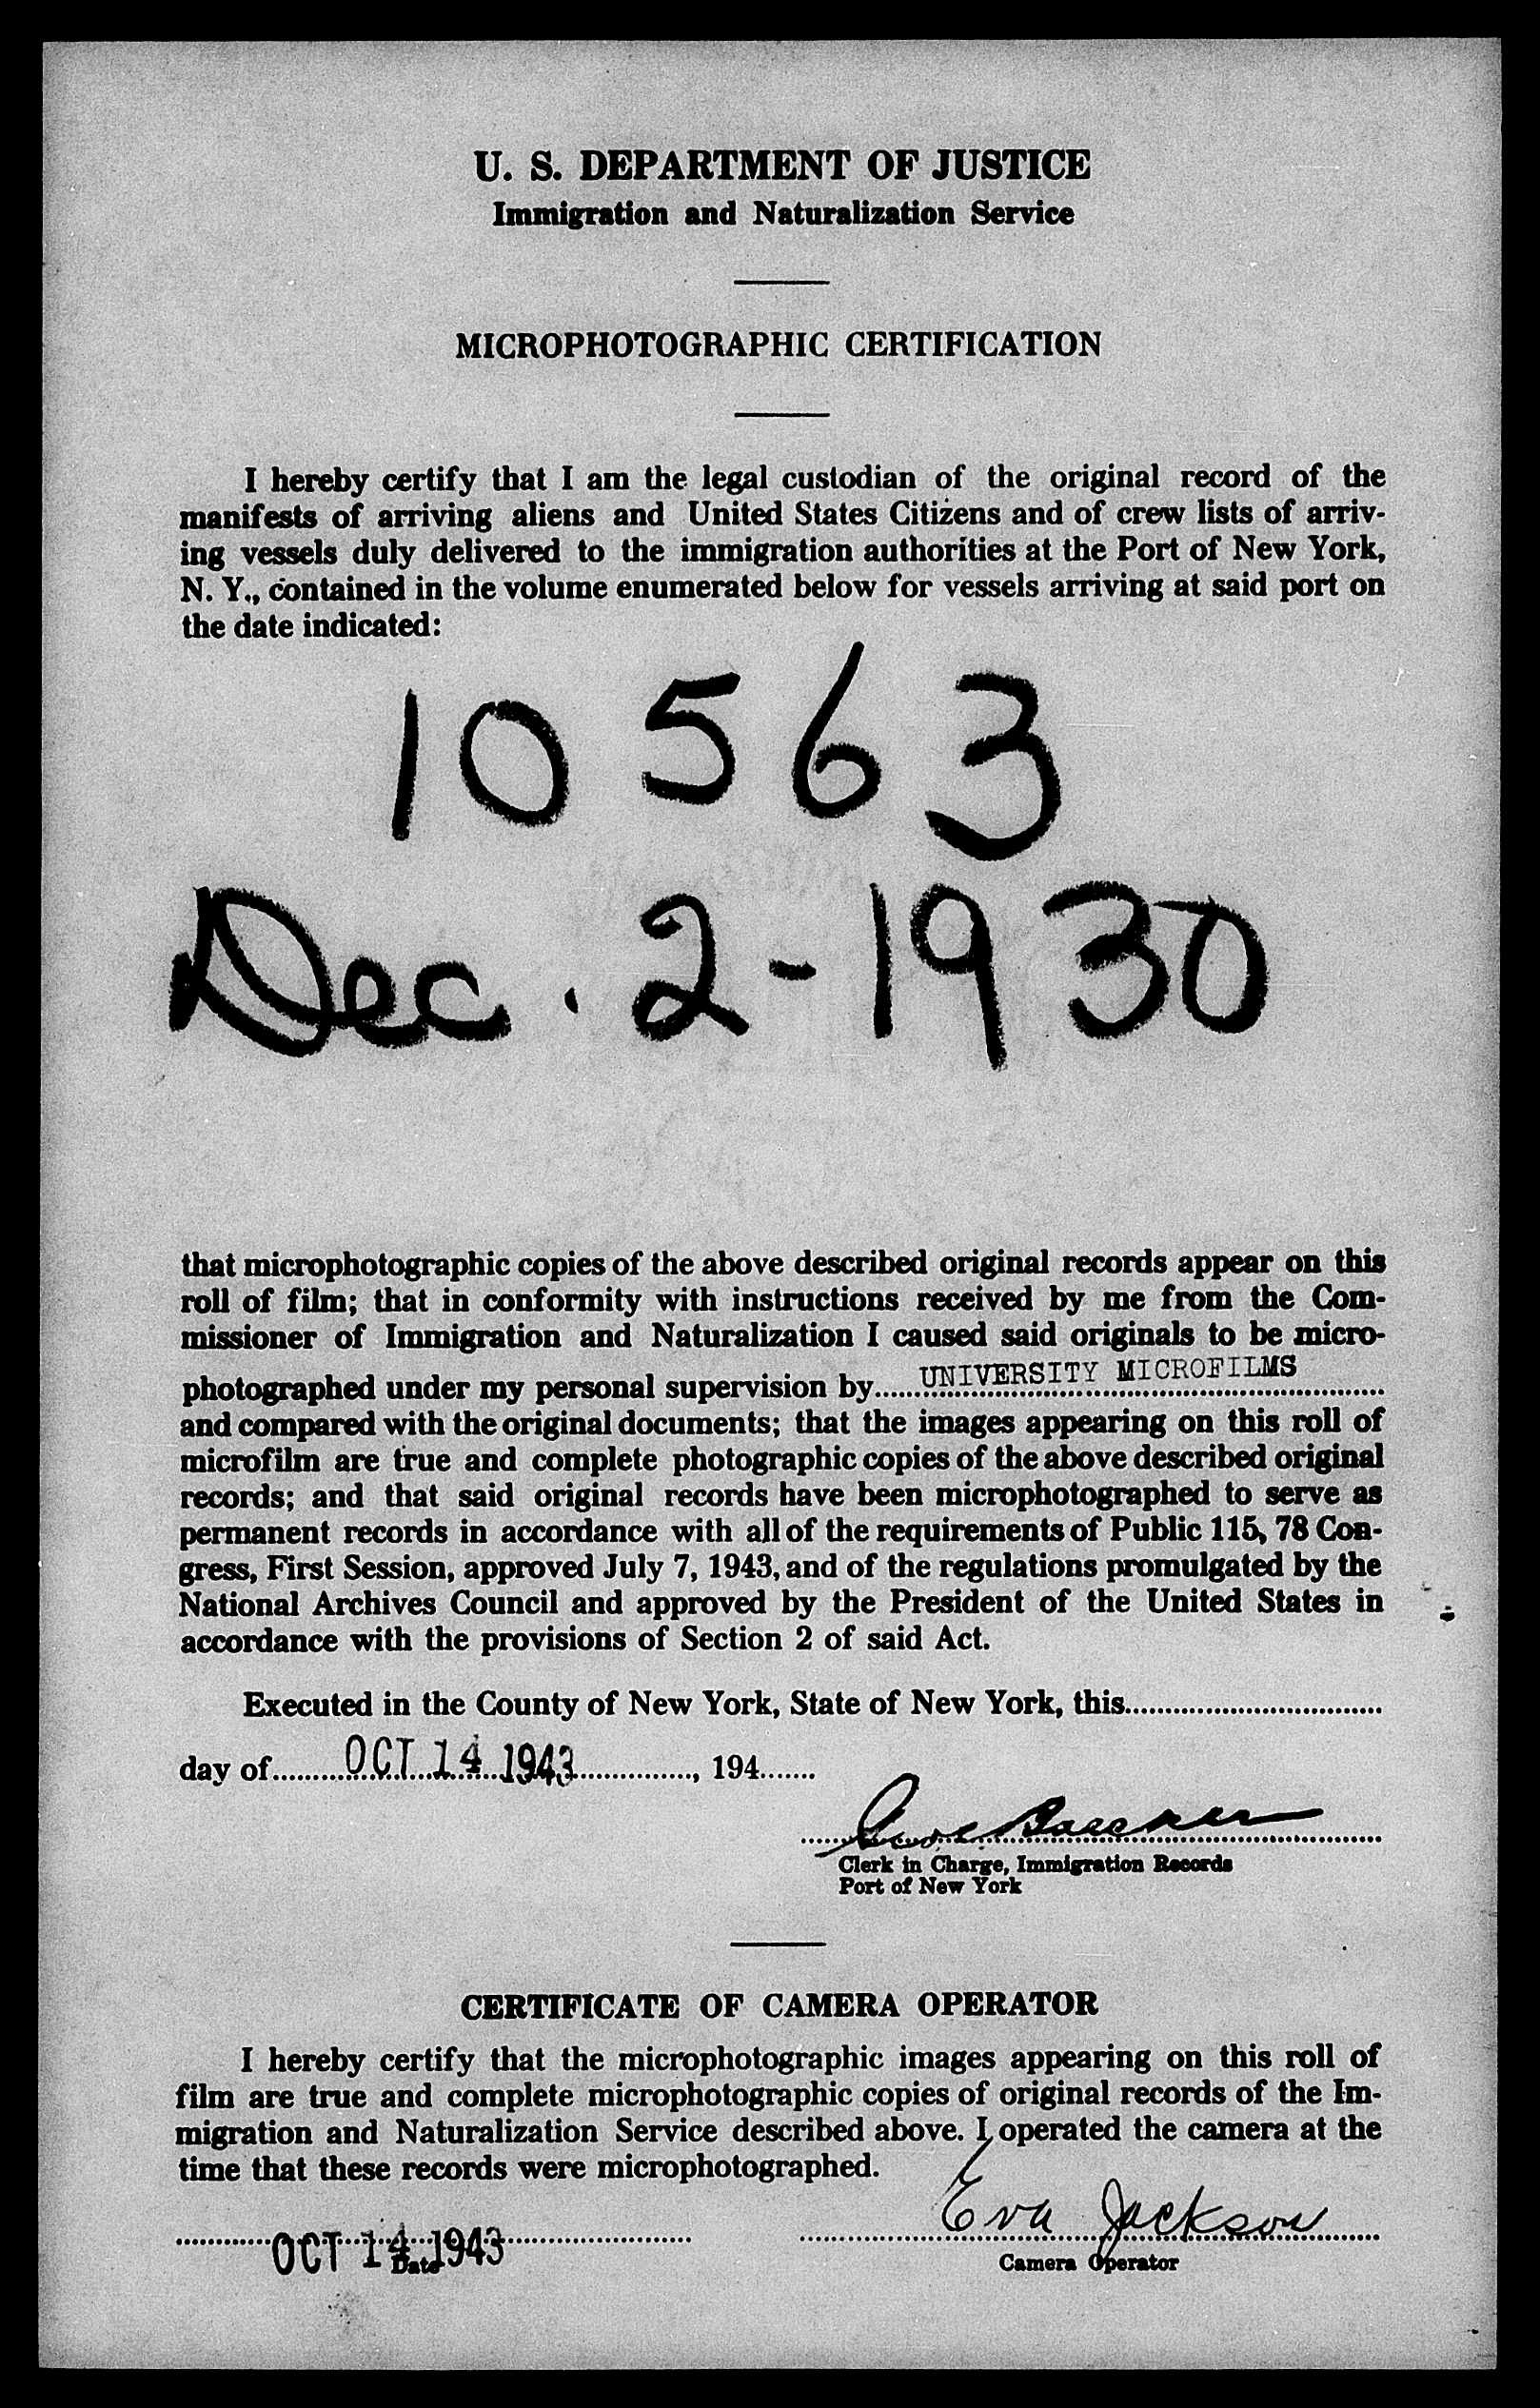 U. S. DEPARTMENT OF JUSTICE
Immigration and Naturalization Service
MICROPHOTOGRAPHIC CERTIFICATION
I hereby certify that I am the legal custodian of the original record of the
manifests of arriving aliens and United States Citizens and of crew lists of arriv-
ing vessels duly delivered to the immigration authorities at the Port of New York,
N. Y., contained in the volume enumerated below for vessels arriving at said port on
the date indicated:
10563
Dec. 2-1930
that microphotographic copies of the above described original records appear on this
roll of film; that in conformity with instructions received by me from the Com-
missioner of Immigration and Naturalization I caused said originals to be micro-
photographed under my personal supervision by UNIVERSITY MICROFILMS
and compared with the original documents; that the images appearing on this roll of
microfilm are true and complete photographic copies of the above described original
records; and that said original records have been microphotographed to serve as
permanent records in accordance with all of the requirements of Public 115, 78 Con-
gress, First Session, approved July 7, 1943, and of the regulations promulgated by the
National Archives Council and approved by the President of the United States in
accordance with the provisions of Section 2 of said Act.
Executed in the County of New York, State of New York, this
day of OCT 14 1943, 194
Clerk in Charge, Immigration Records
Port of New York
CERTIFICATE OF CAMERA OPERATOR
I hereby certify that the microphotographic images appearing on this roll of
film are true and complete microphotographic copies of original records of the Im-
migration and Naturalization Service described above. I operated the camera at the
time that these records were microphotographed.
OCT 14 1943 Eva Jackson
Date Camera Operator